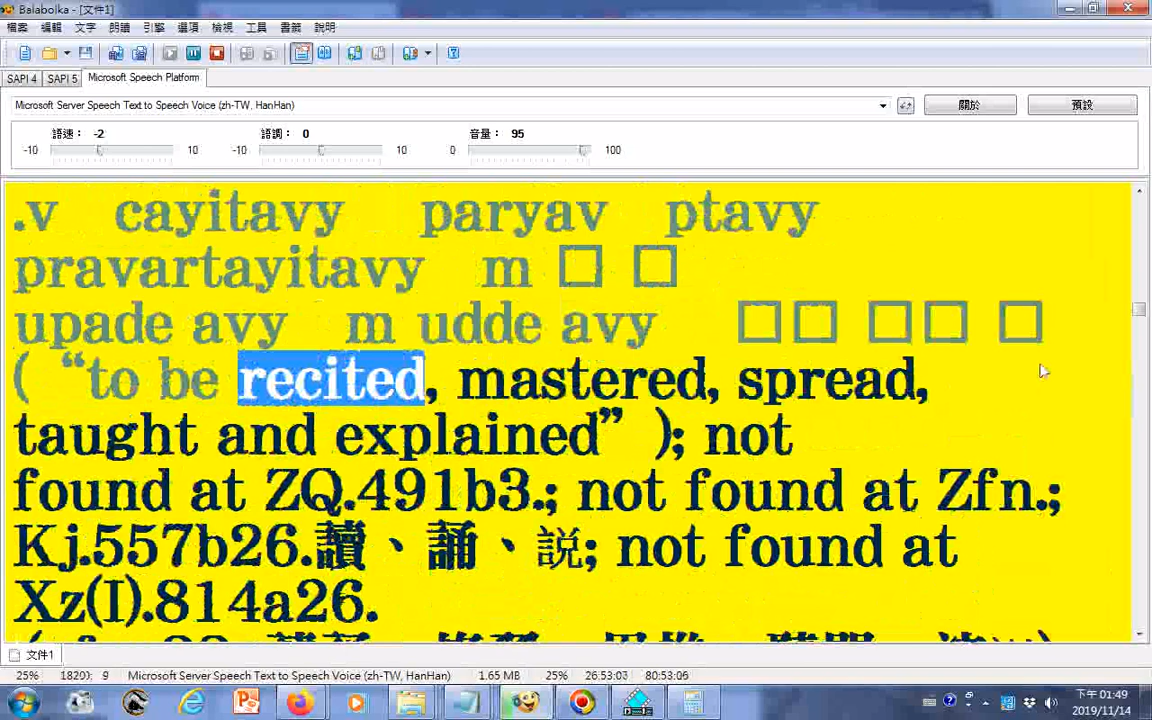 Balabolka - [文件1]
檔案 編輯 文字 朗讀 引擎 選項 檢視 工具 書籤 說明
SAPI 4 SAPI 5 Microsoft Speech Platform
Microsoft Server Speech Text to Speech Voice (zh-TW, HanHan) 關於 預設
語速： -2 語調： 0 音量： 95
-10 10 -10 10 0 100
.v cayitavy paryav ptavy
pravartayitavy m □ □
upade avy m udde avy □□ □□ □
( “to be recited, mastered, spread,
taught and explained” ); not
found at ZQ.491b3.; not found at Zfn.;
Kj.557b26.讀、誦、説; not found at
Xz(I).814a26.
文件1
25% 1820: 9 Microsoft Server Speech Text to Speech Voice (zh-TW, HanHan) 1.65 MB 25% 26:53:03 80:53:06
下午 01:49
2019/11/14